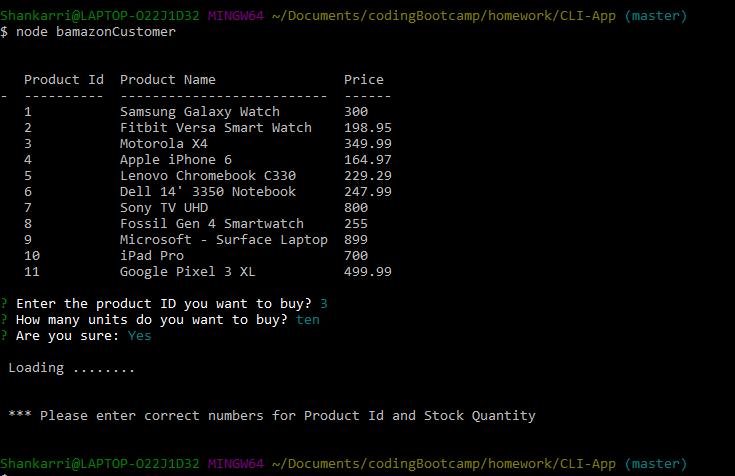 Shankarri@LAPTOP-O22J1D32 MINGW64 ~/Documents/codingBootcamp/homework/CLI-App (master)
$ node bamazonCustomer
Product Id  Product Name                Price
-  ----------  --------------------------  ------
1           Samsung Galaxy Watch        300
2           Fitbit Versa Smart Watch    198.95
3           Motorola X4                 349.99
4           Apple iPhone 6              164.97
5           Lenovo Chromebook C330      229.29
6           Dell 14' 3350 Notebook      247.99
7           Sony TV UHD                 800
8           Fossil Gen 4 Smartwatch     255
9           Microsoft - Surface Laptop  899
10          iPad Pro                    700
11          Google Pixel 3 XL           499.99
? Enter the product ID you want to buy? 3
? How many units do you want to buy? ten
? Are you sure: Yes
Loading ........
*** Please enter correct numbers for Product Id and Stock Quantity
Shankarri@LAPTOP-O22J1D32 MINGW64 ~/Documents/codingBootcamp/homework/CLI-App (master)